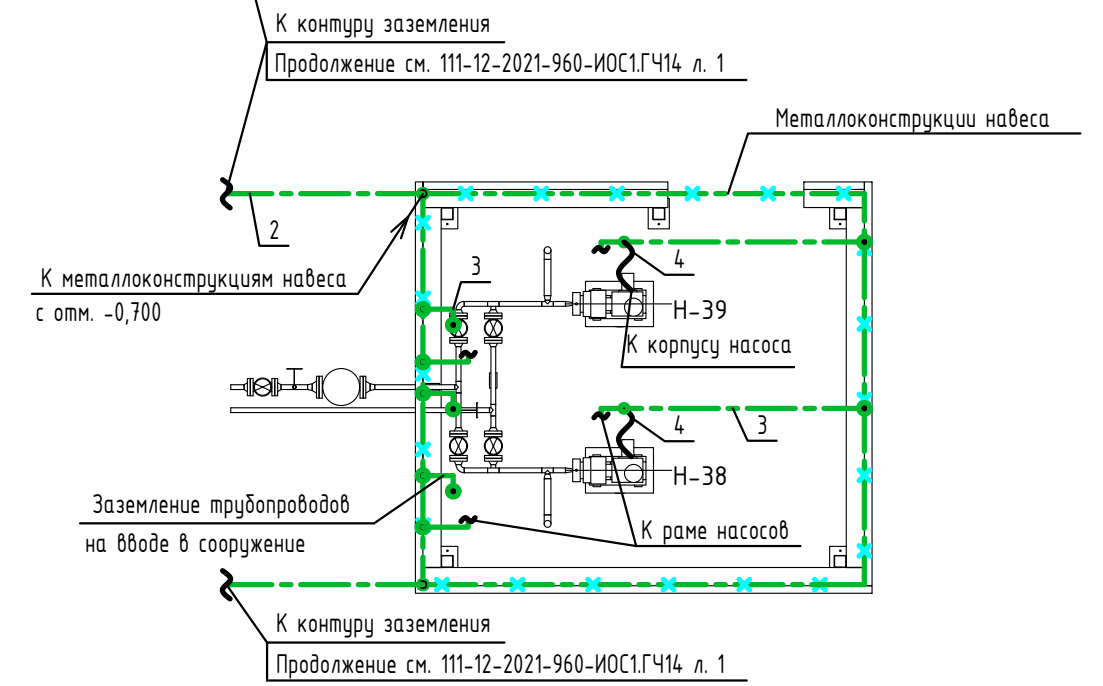 К контуру заземления
Продолжение см. 111-12-2021-960-ИОС1.ГЧ14 л. 1
Металлоконструкции навеса
2
К металлоконструкциям навеса
с отм. -0,700
3
4
Н-39
К корпусу насоса
4
3
Н-38
Заземление трубопроводов
на вводе в сооружение
К раме насосов
К контуру заземления
Продолжение см. 111-12-2021-960-ИОС1.ГЧ14 л. 1